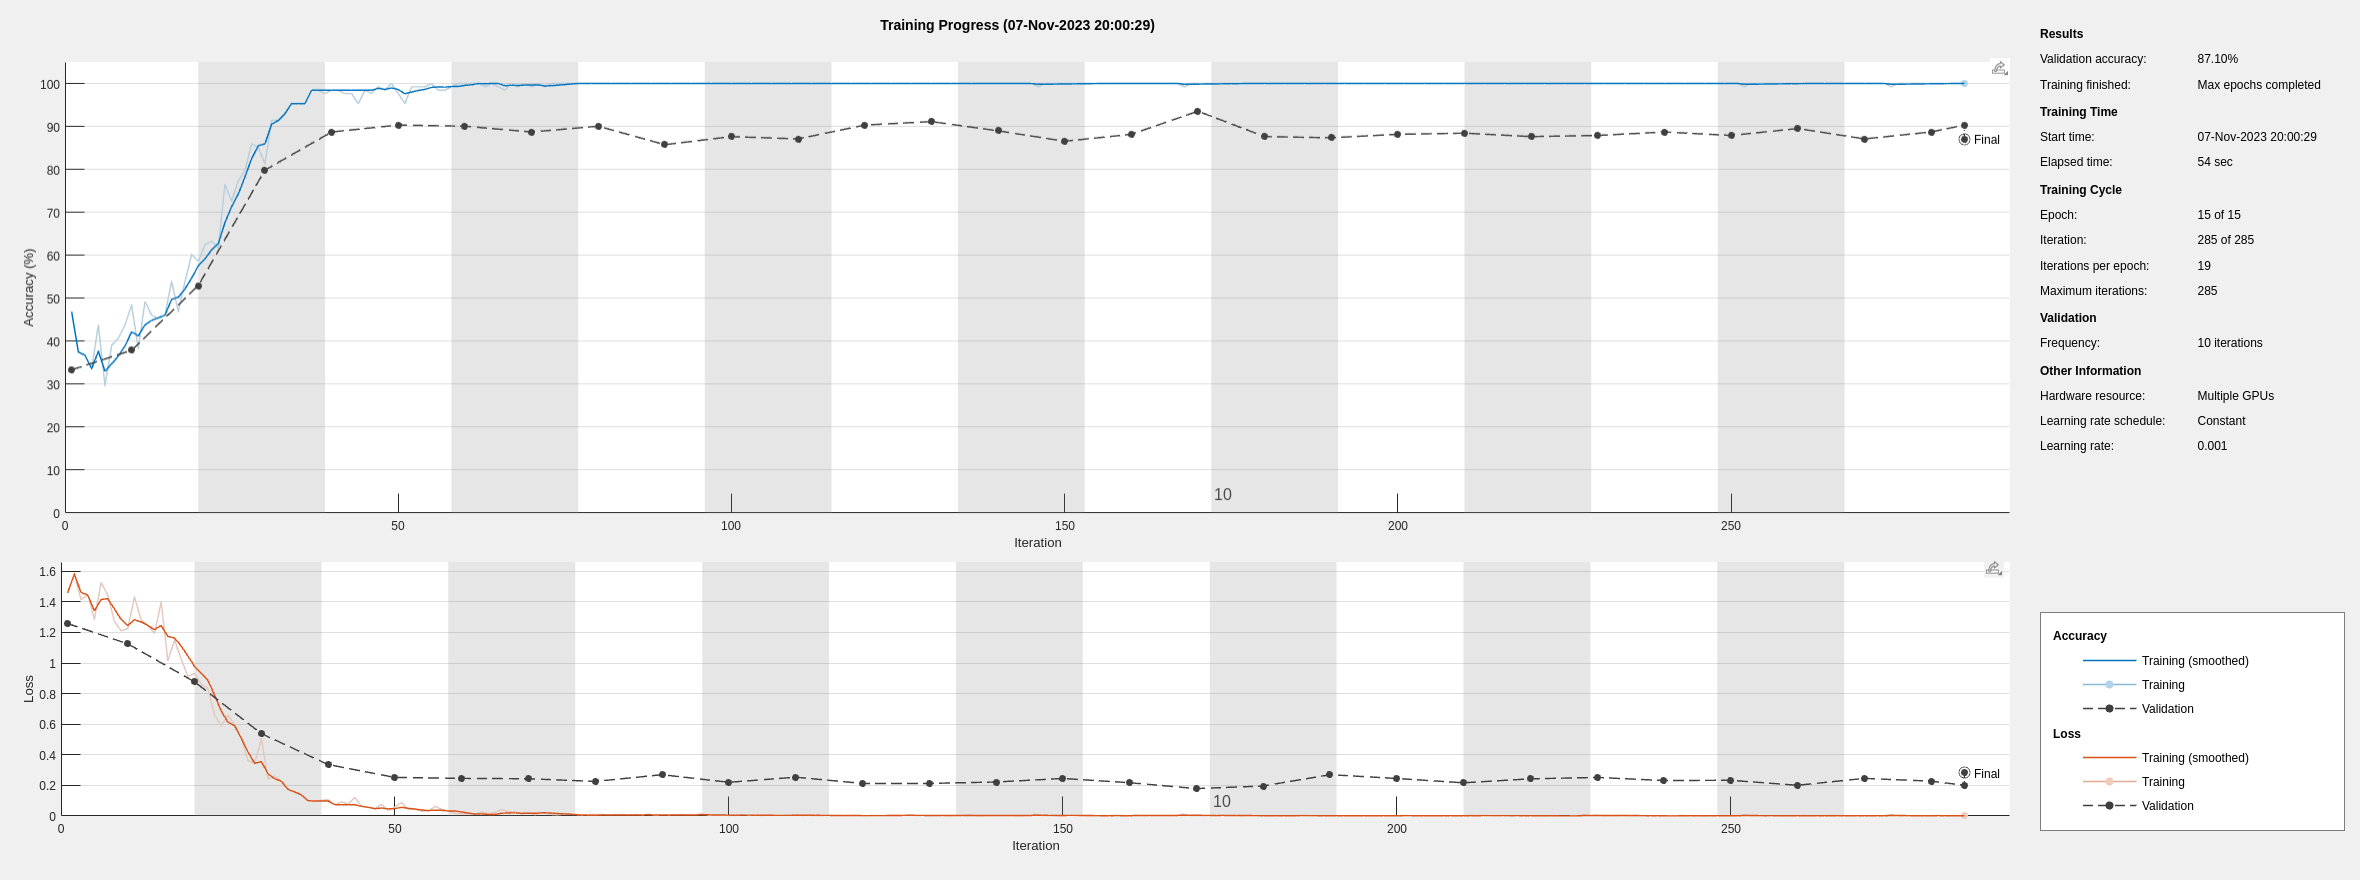 Training Progress (07-Nov-2023 20:00:29)
Accuracy (%)
100
90
80
70
60
50
40
30
20
10
0
Final
10
0 50 100 150 200 250
Iteration
Loss
1.6
1.4
1.2
1
0.8
0.6
0.4
0.2
0
Final
10
0 50 100 150 200 250
Iteration
Results
Validation accuracy: 87.10%
Training finished: Max epochs completed
Training Time
Start time: 07-Nov-2023 20:00:29
Elapsed time: 54 sec
Training Cycle
Epoch: 15 of 15
Iteration: 285 of 285
Iterations per epoch: 19
Maximum iterations: 285
Validation
Frequency: 10 iterations
Other Information
Hardware resource: Multiple GPUs
Learning rate schedule: Constant
Learning rate: 0.001
Accuracy
Training (smoothed)
Training
Validation
Loss
Training (smoothed)
Training
Validation